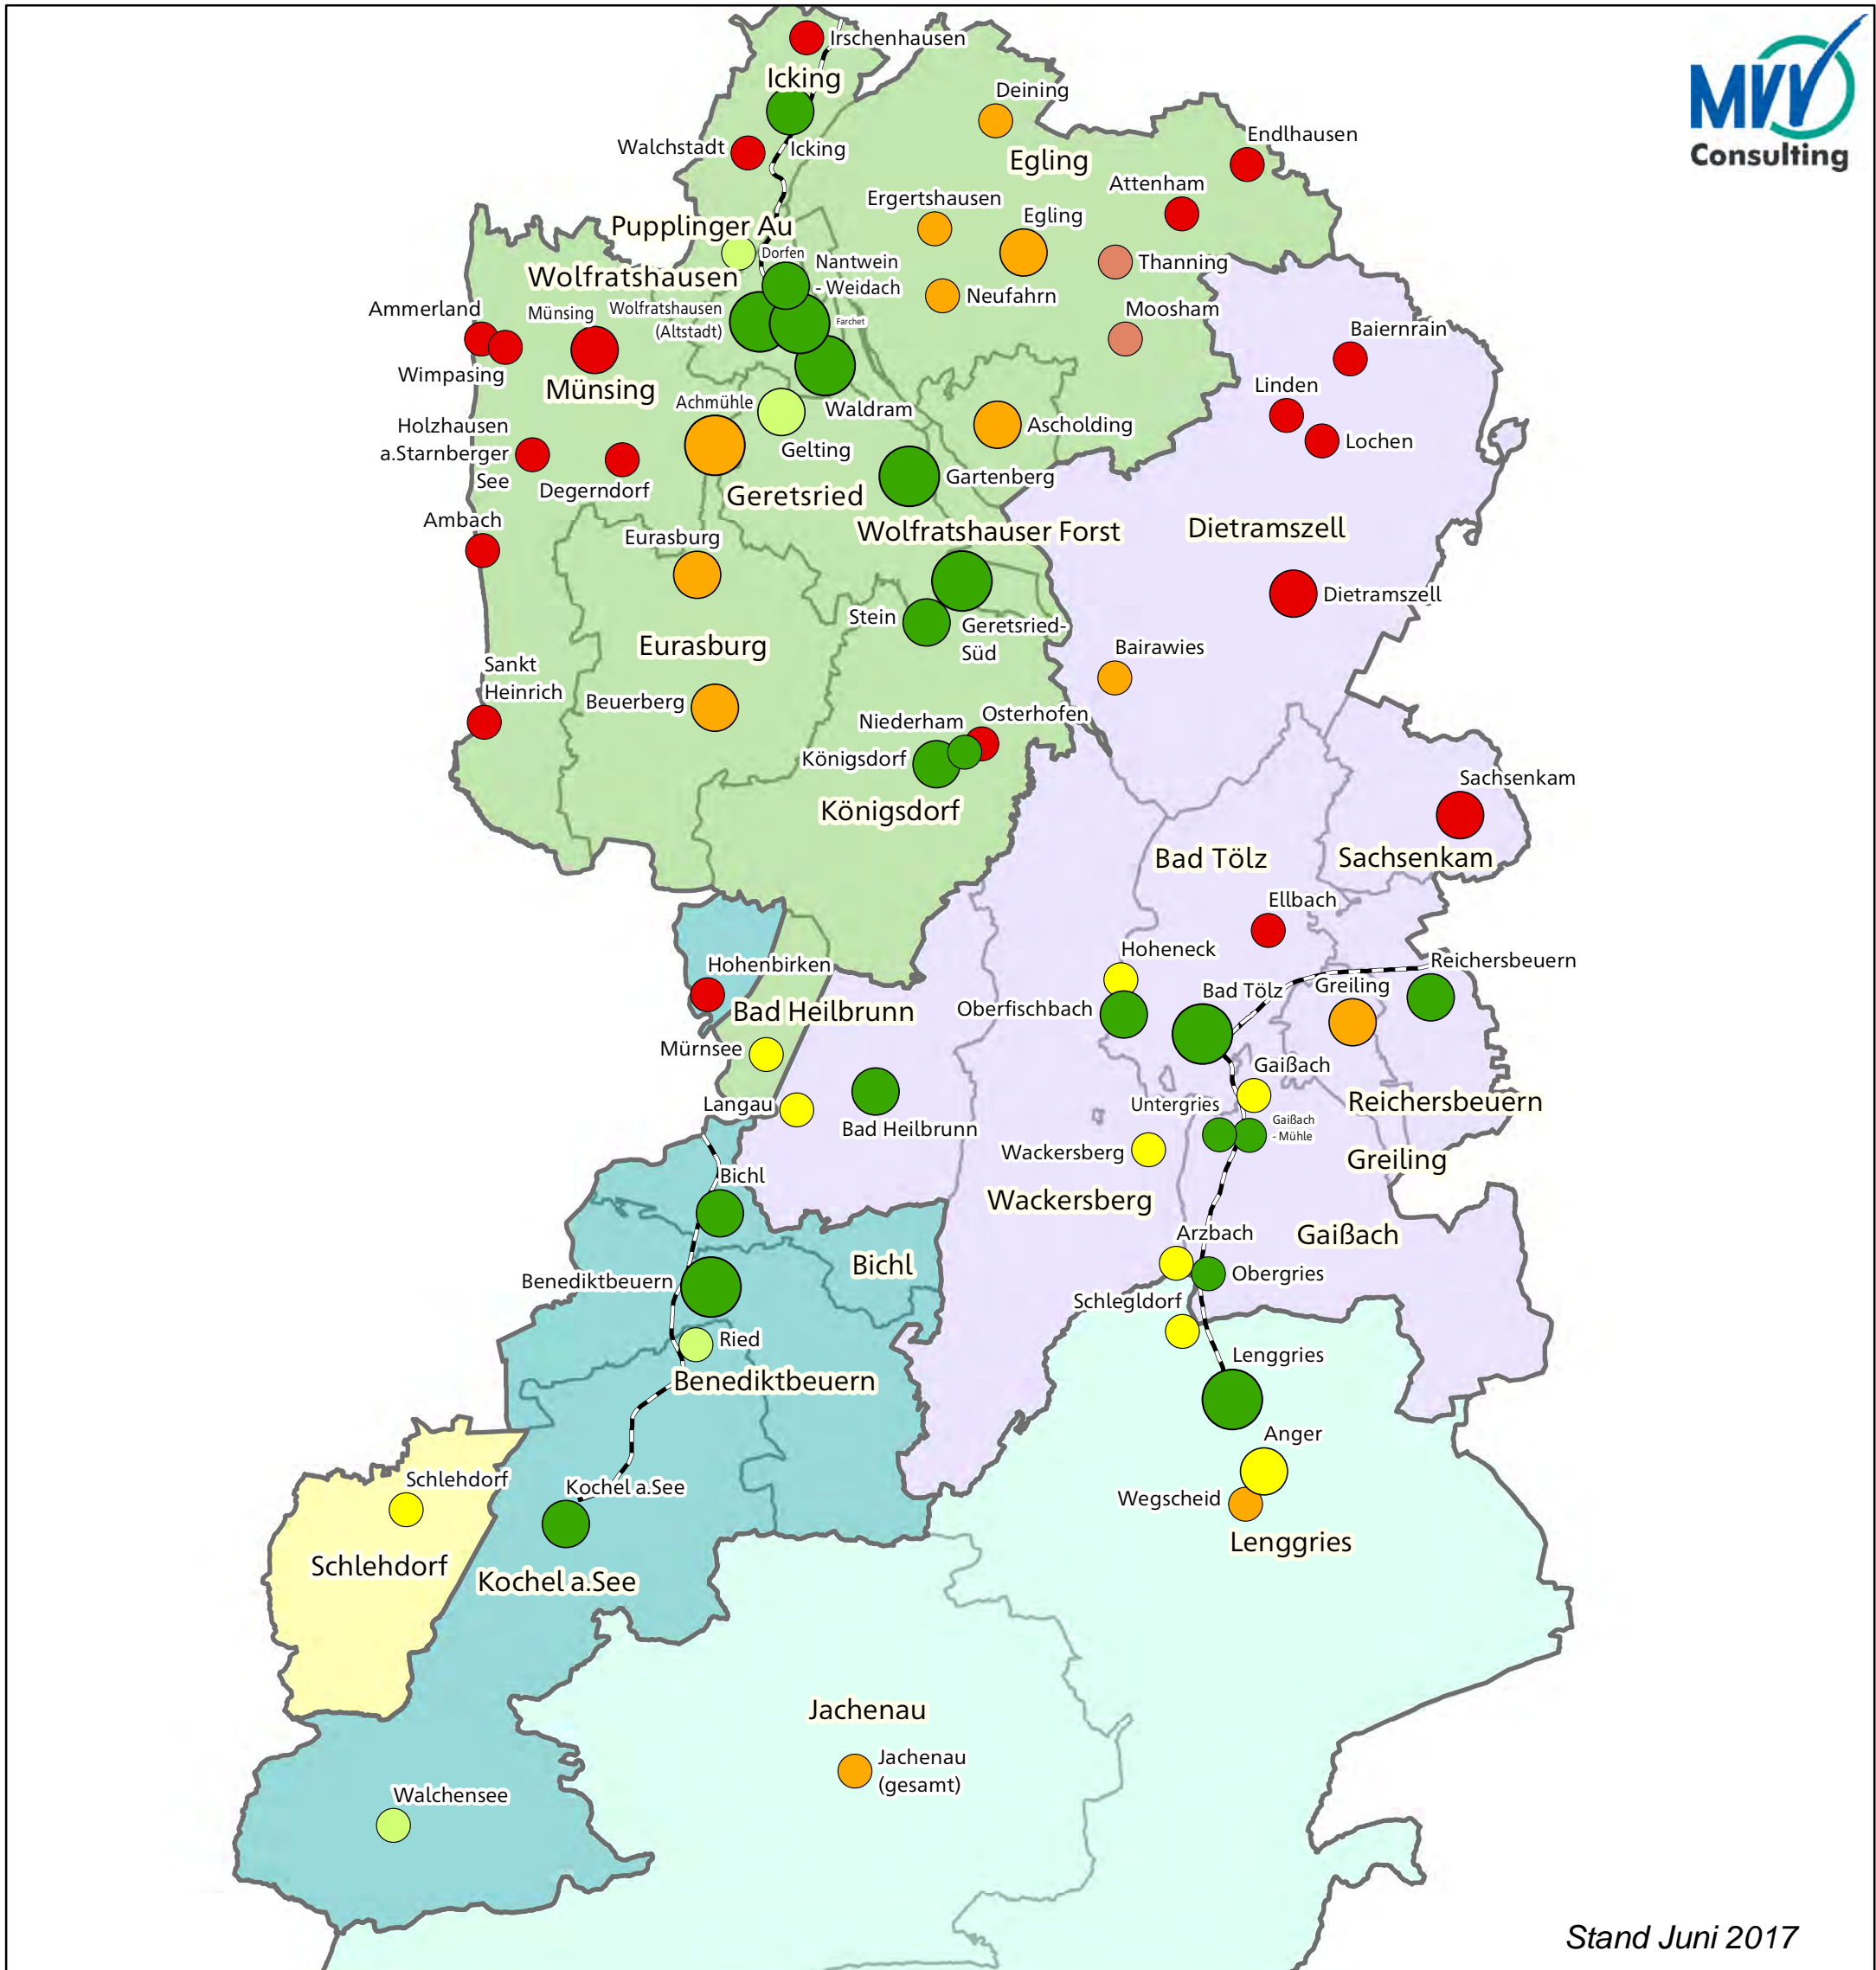 Irschenhausen
Icking
Deining
MVV
Consulting
Endlhausen
Walchstadt
Icking
Egling
Attenham
Ergertshausen
Egling
Pupplinger Au
Dorfen
Nantwein
- Weidach
Thanning
Wolfratshausen
Neufahrn
Ammerland
Münsing
Wolfratshausen
(Altstadt)
Farchet
Moosham
Baiernrain
Wimpasing
Münsing
Linden
Achmühle
Waldram
Ascholding
Lochen
Holzhausen
a.Starnberger
See
Gelting
Degerndorf
Gartenberg
Geretsried
Ambach
Wolfratshauser Forst
Dietramszell
Eurasburg
Dietramszell
Stein
Geretsried-
Süd
Eurasburg
Bairawies
Sankt
Heinrich
Beuerberg
Niederham
Osterhofen
Königsdorf
Sachsenkam
Königsdorf
Bad Tölz
Sachsenkam
Ellbach
Hoheneck
Hohenbirken
Reichersbeuern
Bad Tölz
Greiling
Bad Heilbrunn
Oberfischbach
Mürnsee
Gaißach
Langau
Untergries
Reichersbeuern
Bad Heilbrunn
Gaißach
- Mühle
Wackersberg
Greiling
Bichl
Wackersberg
Arzbach
Gaißach
Bichl
Benediktbeuern
Obergries
Schlegldorf
Ried
Lenggries
Benediktbeuern
Anger
Schlehdorf
Kochel a.See
Wegscheid
Lenggries
Schlehdorf
Kochel a.See
Jachenau
Jachenau
(gesamt)
Walchensee
Stand Juni 2017